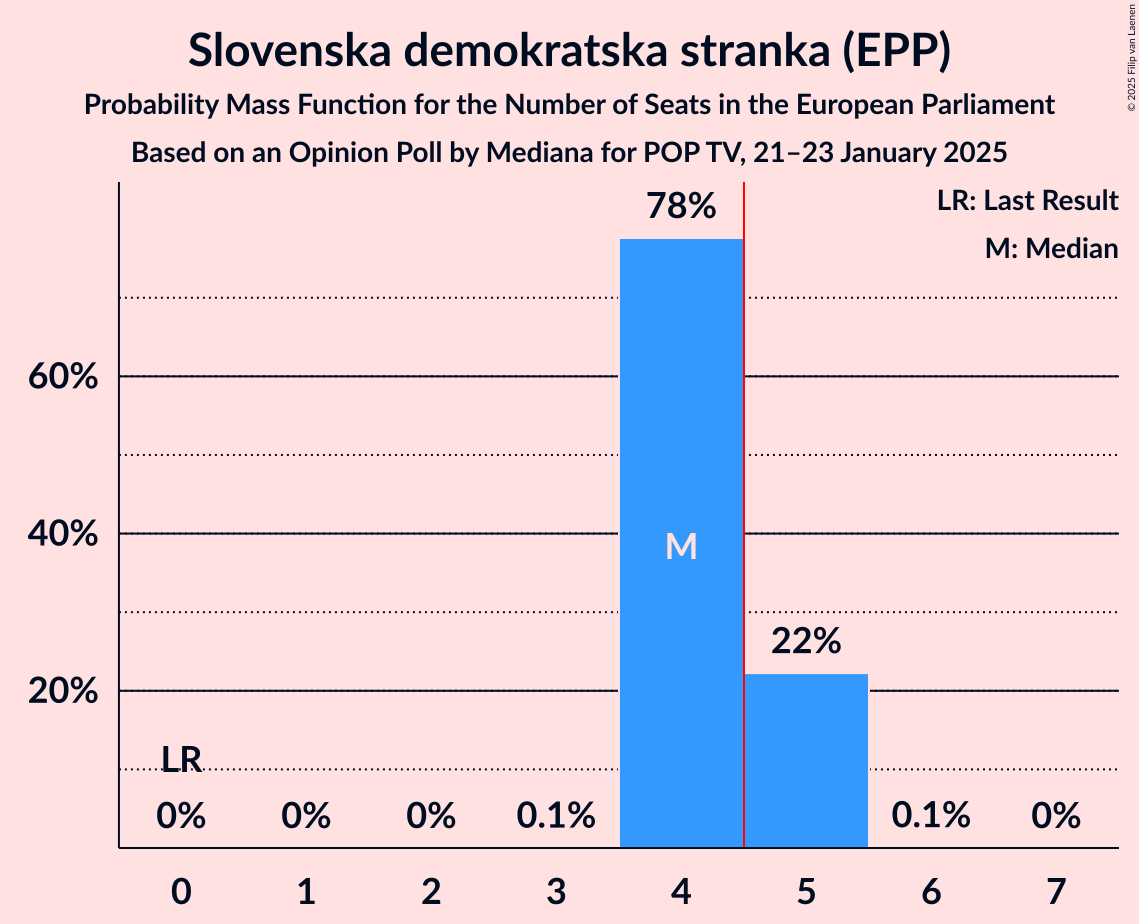 Slovenska demokratska stranka (EPP)
Probability Mass Function for the Number of Seats in the European Parliament
Based on an Opinion Poll by Mediana for POP TV, 21–23 January 2025
© 2025 Filip van Laenen
LR: Last Result
M: Median
78%
60%
40%
M
22%
20%
LR
0% 0% 0% 0.1% 0.1% 0%
0 1 2 3 4 5 6 7